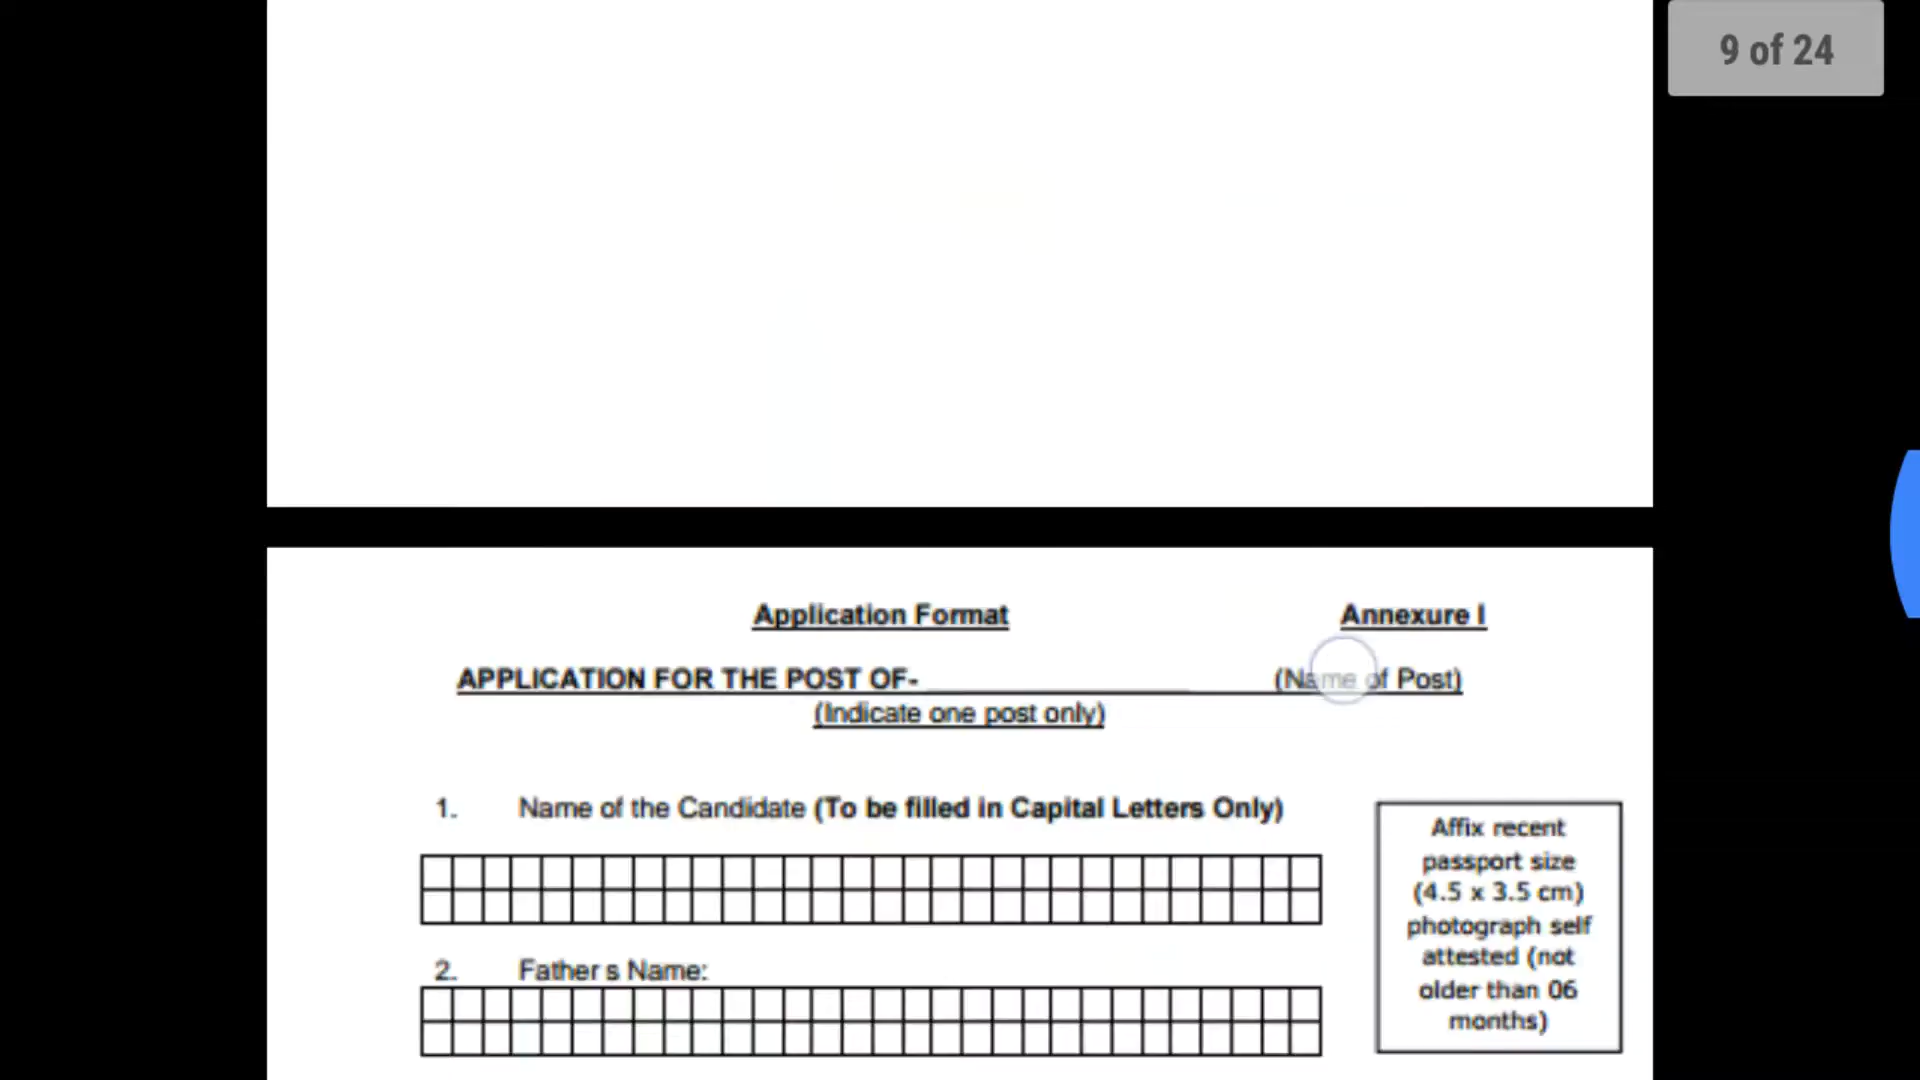 9 of 24
Application Format
Annexure I
APPLICATION FOR THE POST OF- (Name of Post)
(Indicate one post only)
1. Name of the Candidate (To be filled in Capital Letters Only)
Affix recent
passport size
(4.5 x 3.5 cm)
photograph self
attested (not
older than 06
months)
2. Father s Name: